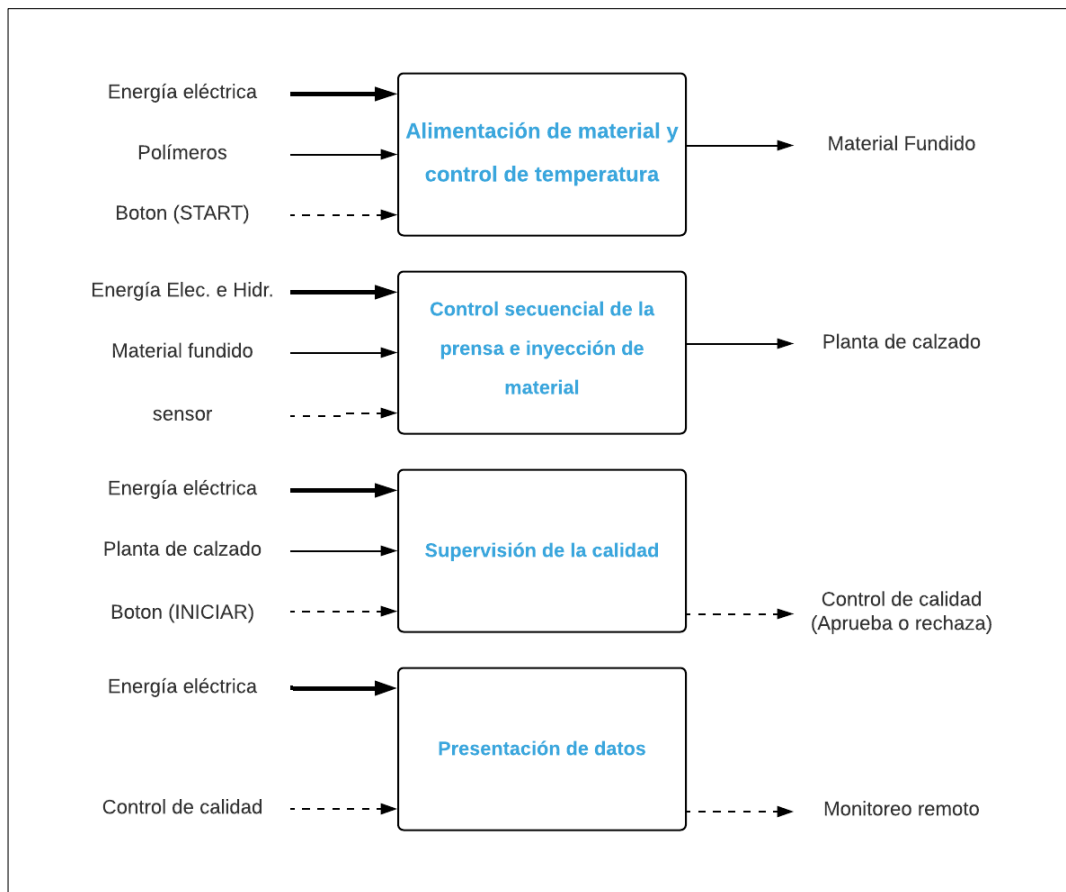 Energía eléctrica
Polímeros
Boton (START)
Alimentación de material y
control de temperatura
Material Fundido
Energía Elec. e Hidr.
Material fundido
sensor
Control secuencial de la
prensa e inyección de
material
Planta de calzado
Energía eléctrica
Planta de calzado
Boton (INICIAR)
Supervisión de la calidad
Control de calidad
(Aprueba o rechaza)
Energía eléctrica
Control de calidad
Presentación de datos
Monitoreo remoto